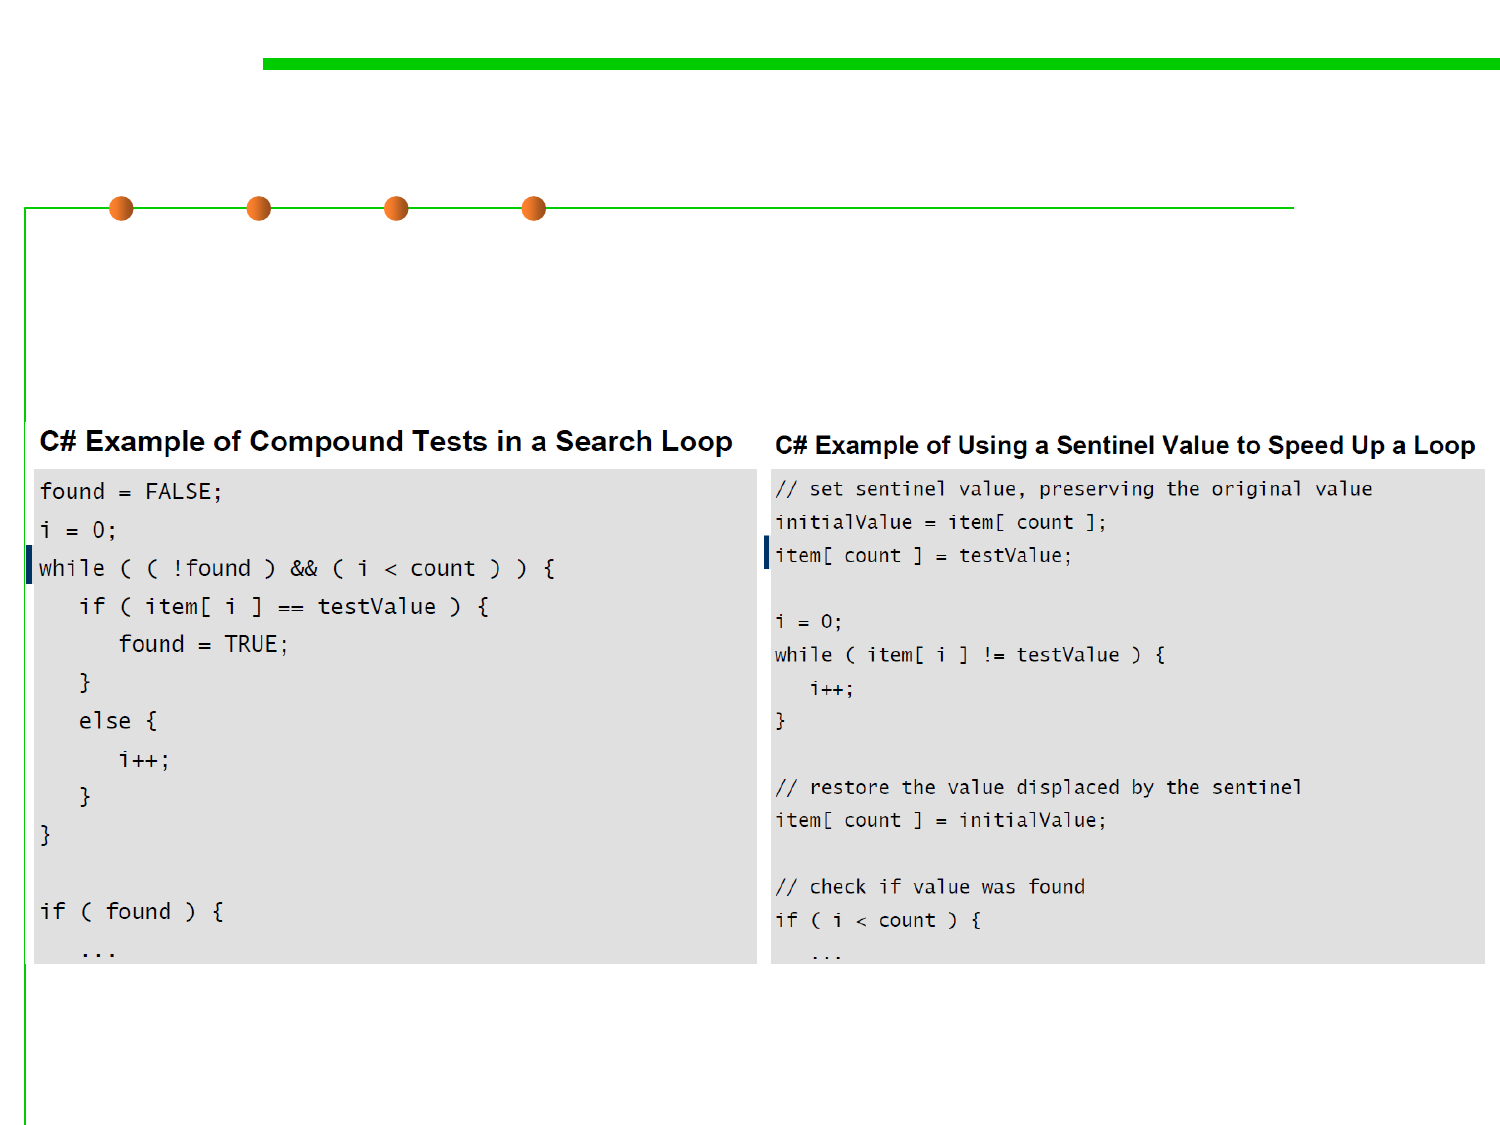 C# Example of Compound Tests in a Search Loop
found = FALSE;
i = 0;
while ( ( !found ) && ( i < count ) ) {
   if ( item[ i ] == testValue ) {
      found = TRUE;
   }
   else {
      i++;
   }
}

if ( found ) {
   ...
C# Example of Using a Sentinel Value to Speed Up a Loop
// set sentinel value, preserving the original value
initialValue = item[ count ];
item[ count ] = testValue;

i = 0;
while ( item[ i ] != testValue ) {
   i++;
}

// restore the value displaced by the sentinel
item[ count ] = initialValue;

// check if value was found
if ( i < count ) {
   ...